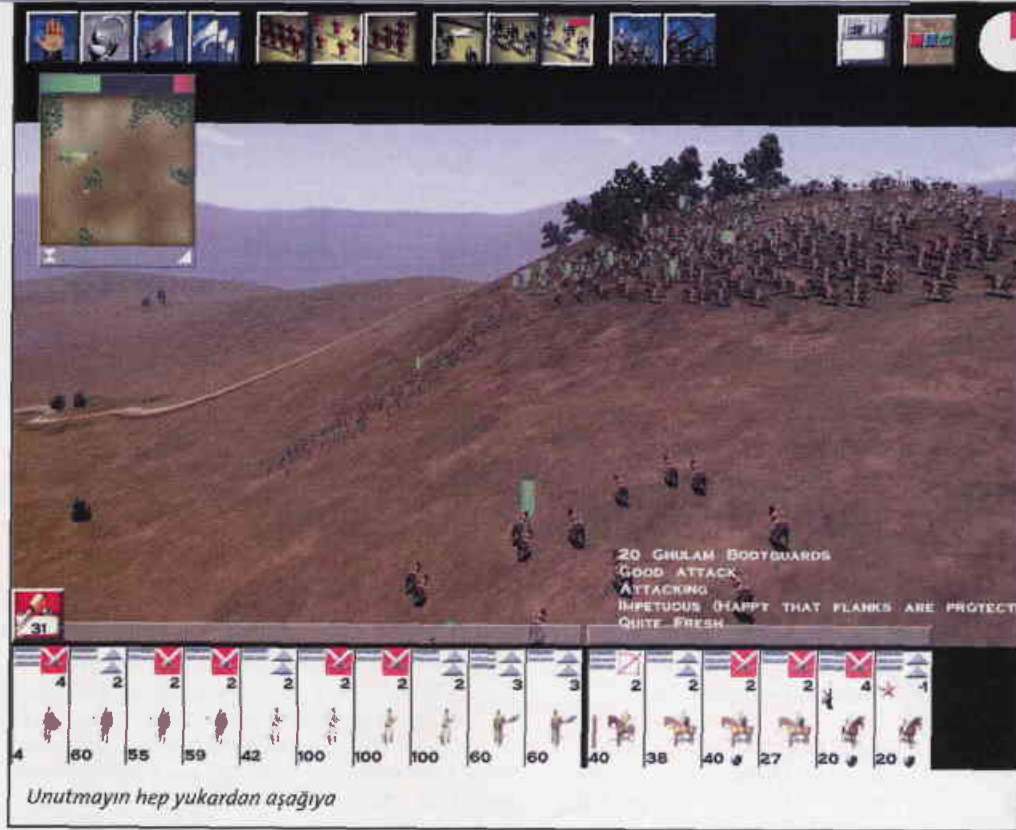 20 GHULAM BODYGUARDS
GOOD ATTACK
ATTACKING
IMPETUOUS (HAPPY THAT FLANKS ARE PROTECT
QUITE FRESH
31
4 2 2 2 2 2 2 2 3 3 2 2 2 2 4 -1
4 60 55 59 42 100 100 100 60 60 40 38 40 27 20 20
Unutmayın hep yukardan aşağıya